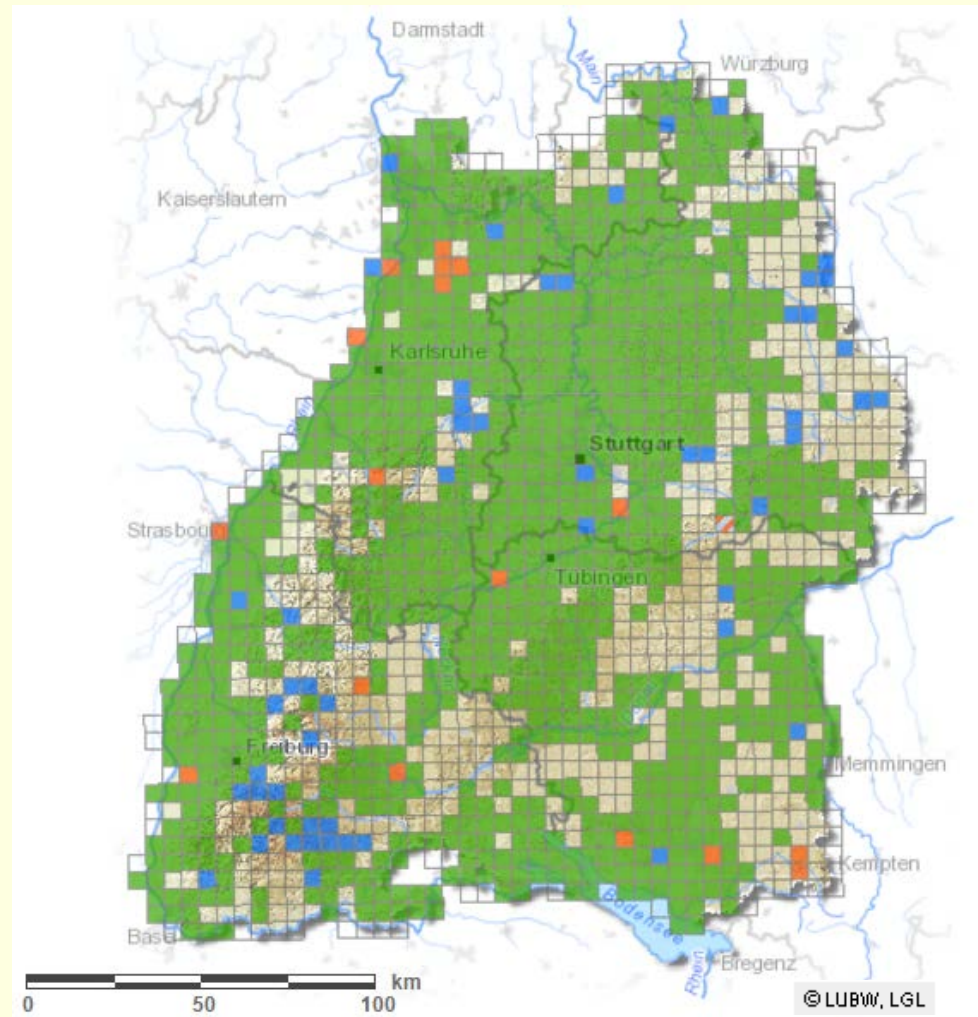 Darmstadt
Main
Würzburg
Kaiserslautern
Karlsruhe
Rhein
Stuttgart
Strasbou
Tübingen
Freiburg
Memmingen
Kempten
Bodensee
Basel
Bregenz
Rhein
km
0 50 100
©LUBW, LGL